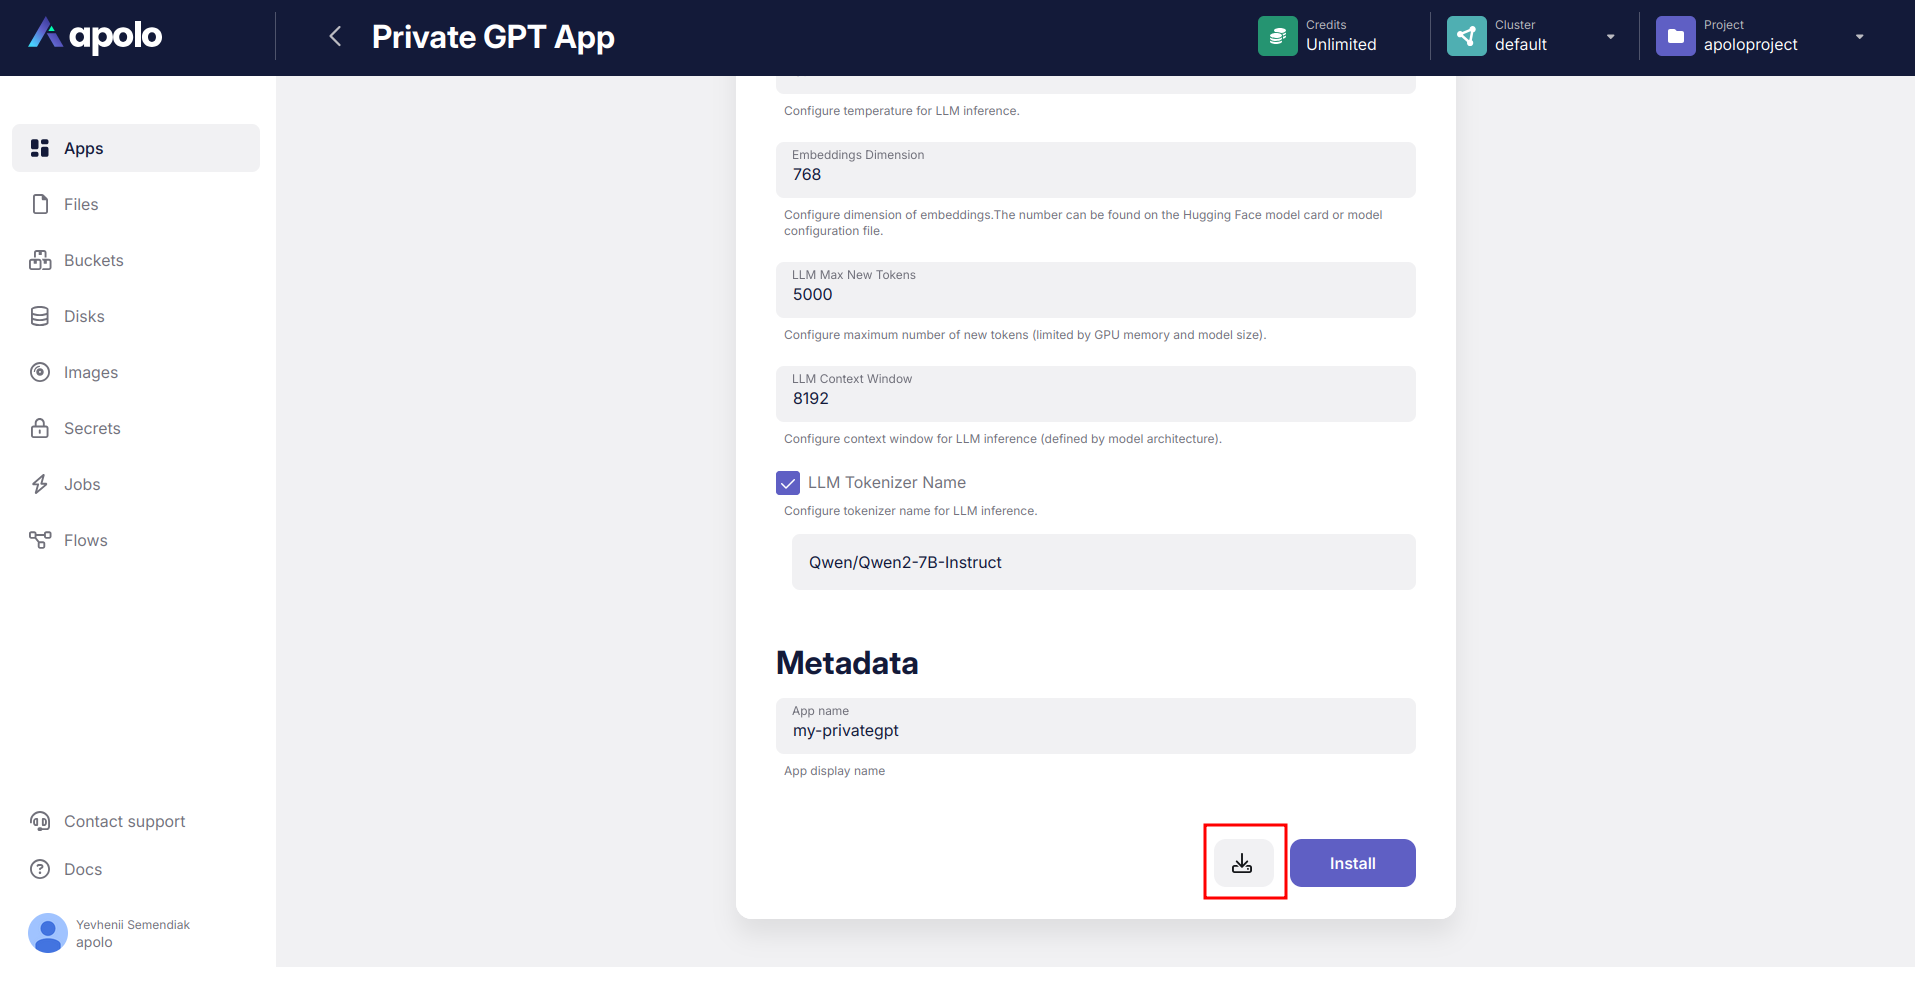 apolo
Private GPT App
Credits
Unlimited
Cluster
default
Project
apoloproject
Apps
Files
Buckets
Disks
Images
Secrets
Jobs
Flows
Contact support
Docs
Yevhenii Semendiak
apolo
Configure temperature for LLM inference.
Embeddings Dimension
768
Configure dimension of embeddings.The number can be found on the Hugging Face model card or model
configuration file.
LLM Max New Tokens
5000
Configure maximum number of new tokens (limited by GPU memory and model size).
LLM Context Window
8192
Configure context window for LLM inference (defined by model architecture).
LLM Tokenizer Name
Configure tokenizer name for LLM inference.
Qwen/Qwen2-7B-Instruct
Metadata
App name
my-privategpt
App display name
Install